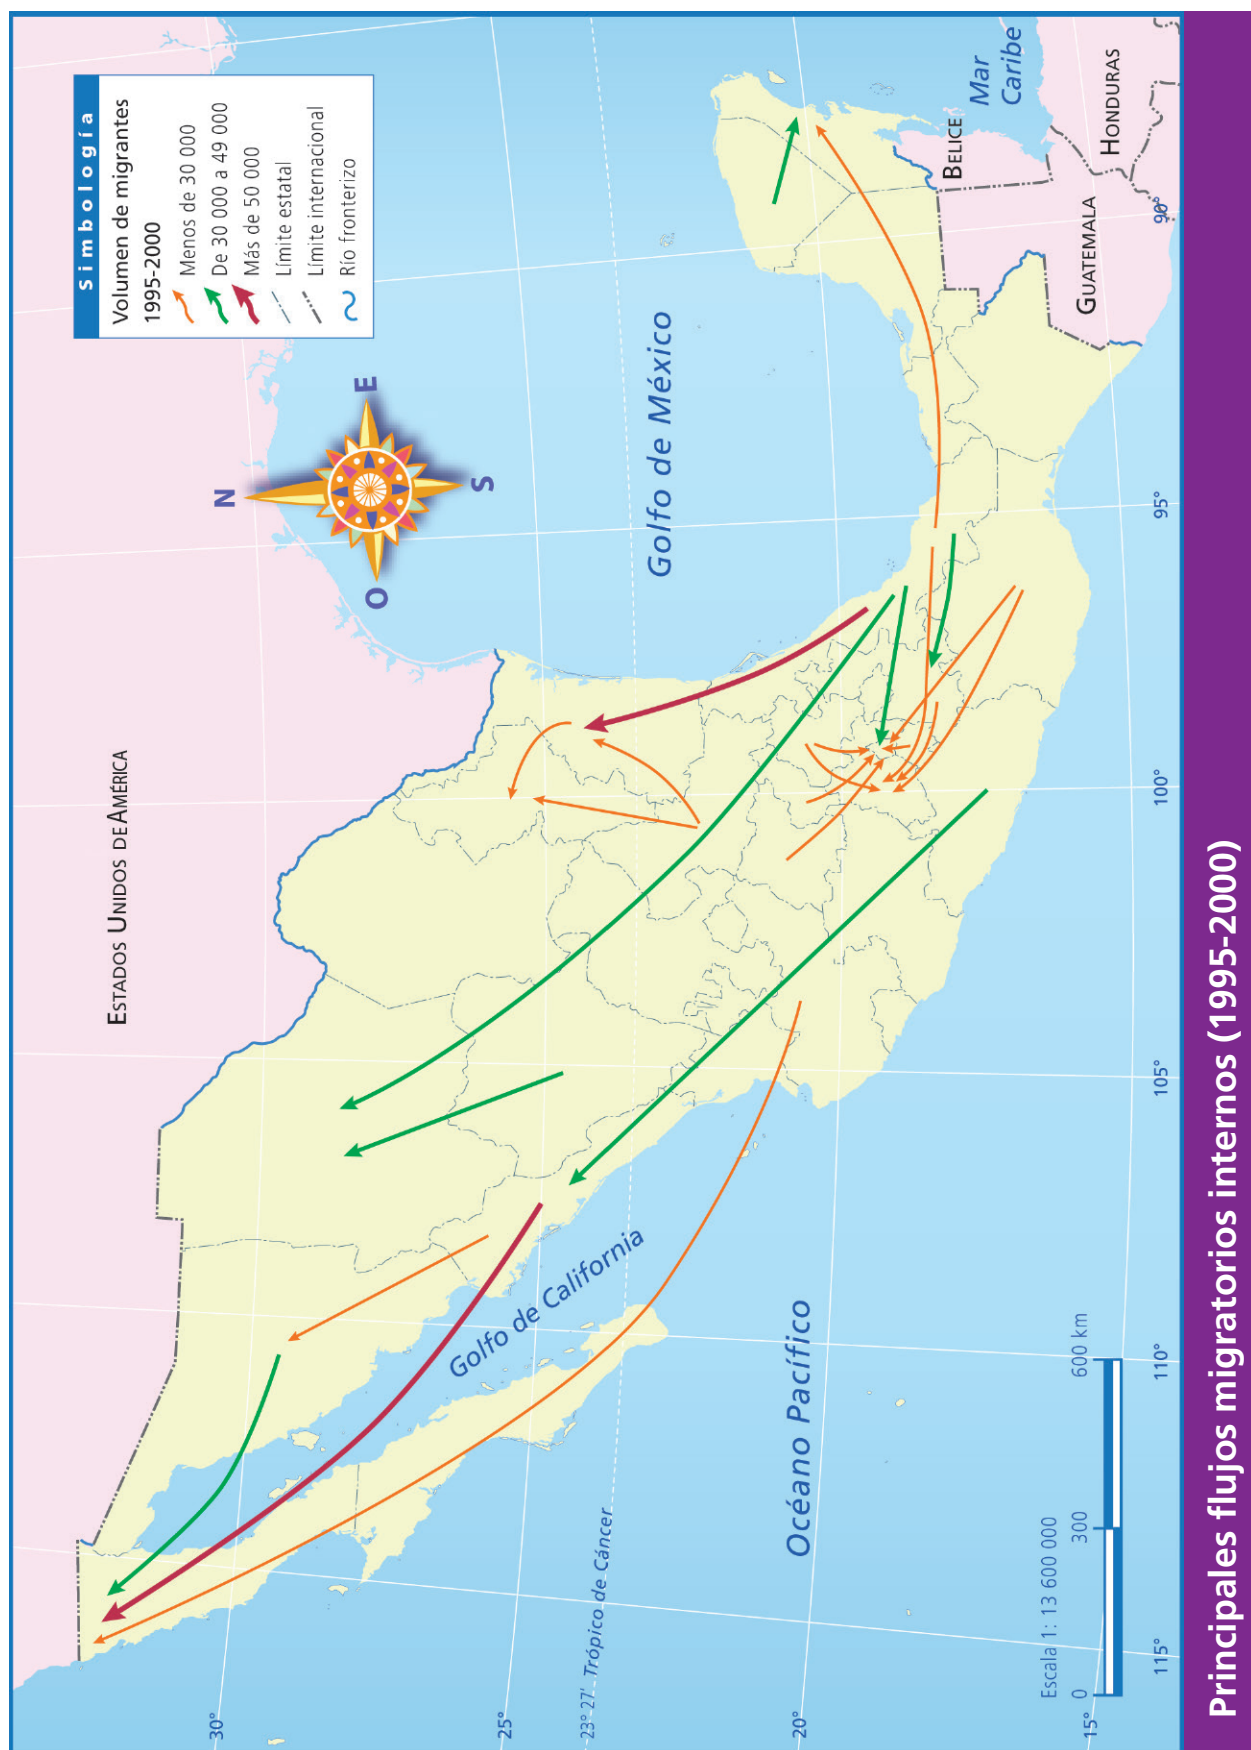 Principales flujos migratorios internos (1995-2000)
Simbología
Volumen de migrantes
1995-2000
Menos de 30 000
De 30 000 a 49 000
Más de 50 000
Límite estatal
Límite internacional
Río fronterizo
N
E
S
O
ESTADOS UNIDOS DE AMÉRICA
Golfo de México
Golfo de California
Océano Pacífico
Mar
Caribe
BELICE
GUATEMALA
HONDURAS
23° 27' Trópico de Cáncer
30°
25°
20°
15°
115°
110°
105°
100°
95°
90°
Escala 1: 13 600 000
0
300
600 km